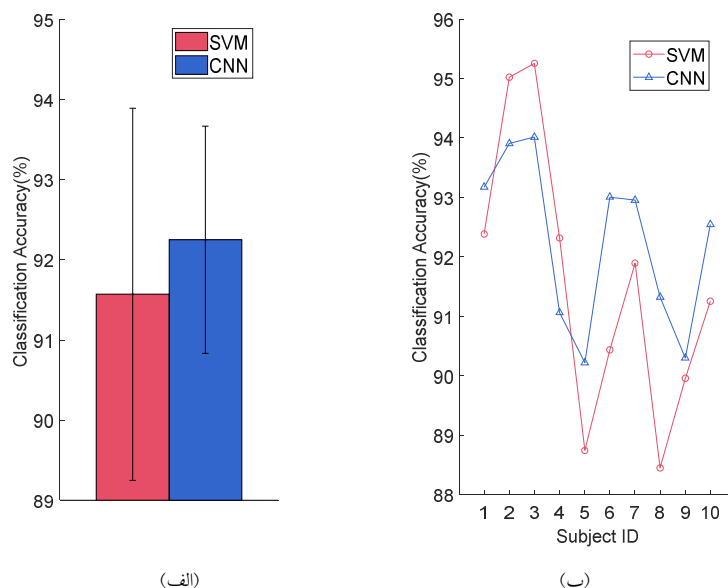 95
94
93
92
91
90
89
Classification Accuracy(%)
SVM
CNN
(الف)
96
95
94
93
92
91
90
89
88
Classification Accuracy(%)
SVM
CNN
1 2 3 4 5 6 7 8 9 10
Subject ID
(ب)